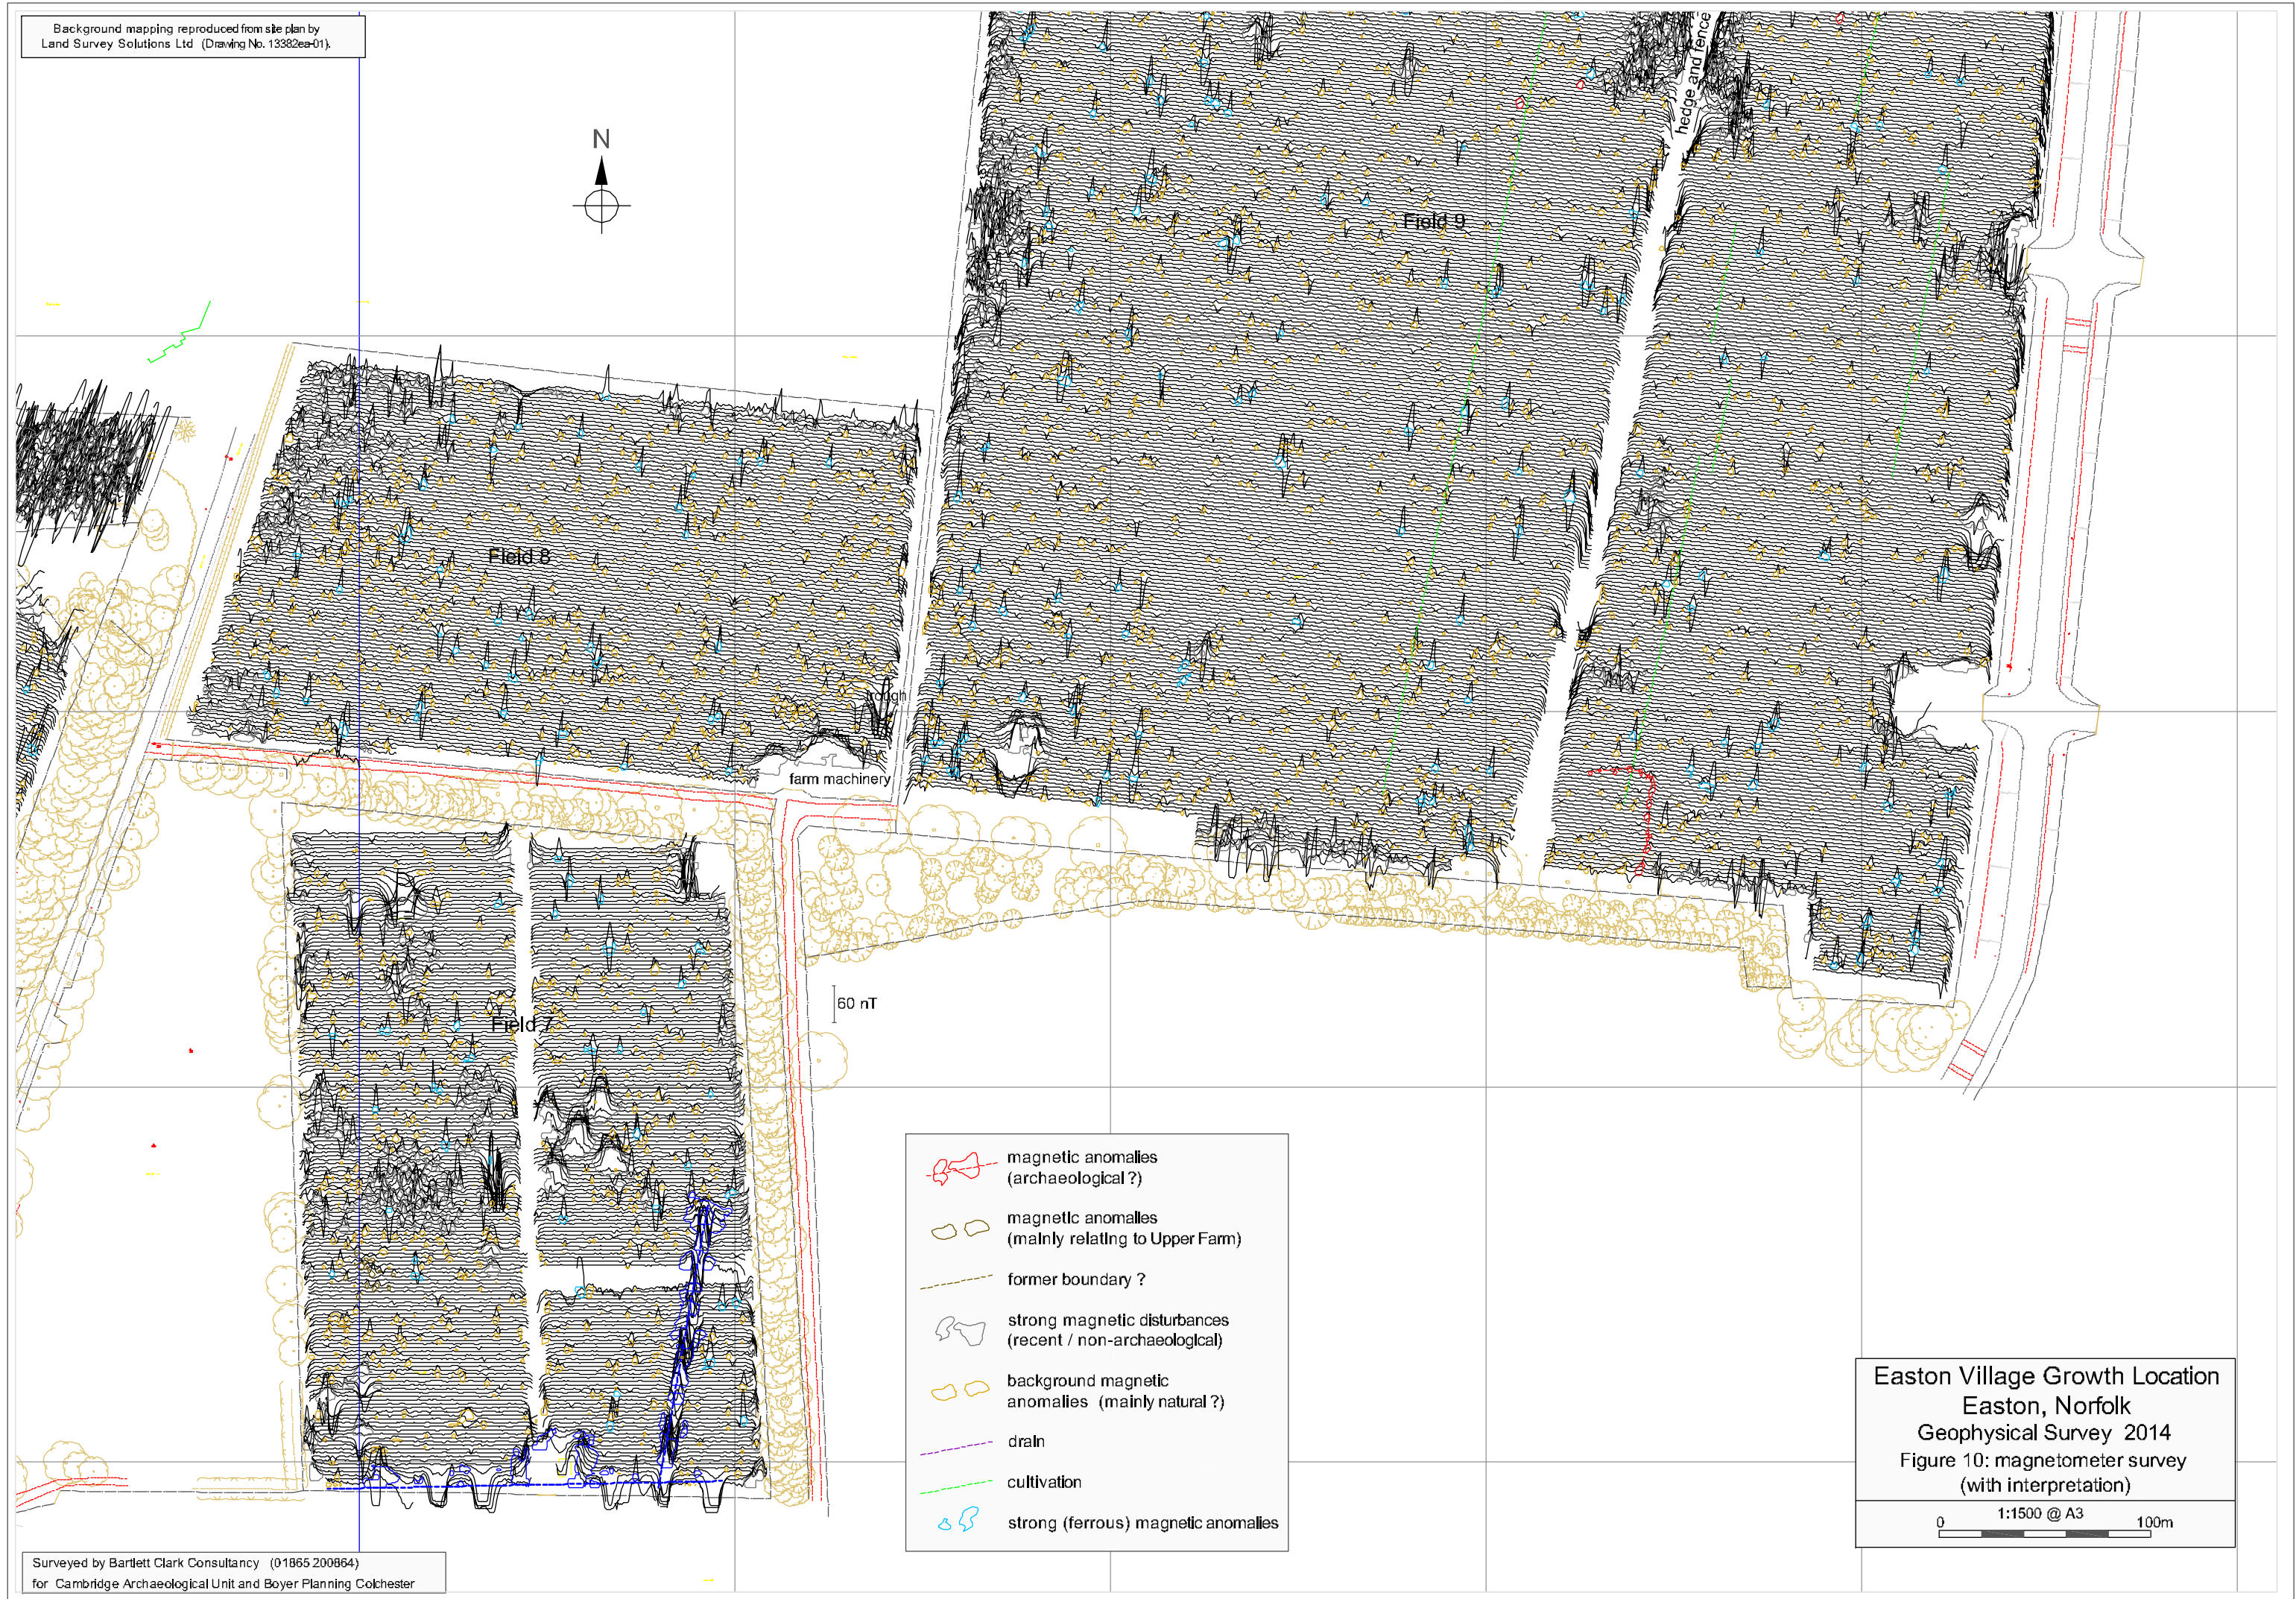 Background mapping reproduced from site plan by
Land Survey Solutions Ltd (Drawing No. 13382ea-01).
N
hedge and fence
Field 9
Field 8
trough
farm machinery
60 nT
Field 7
magnetic anomalies
(archaeological ?)
magnetic anomalies
(mainly relating to Upper Farm)
former boundary ?
strong magnetic disturbances
(recent / non-archaeological)
background magnetic
anomalies (mainly natural ?)
drain
cultivation
strong (ferrous) magnetic anomalies
Easton Village Growth Location
Easton, Norfolk
Geophysical Survey 2014
Figure 10: magnetometer survey
(with interpretation)
1:1500 @ A3
0 100m
Surveyed by Bartlett Clark Consultancy (01865 200864)
for Cambridge Archaeological Unit and Boyer Planning Colchester